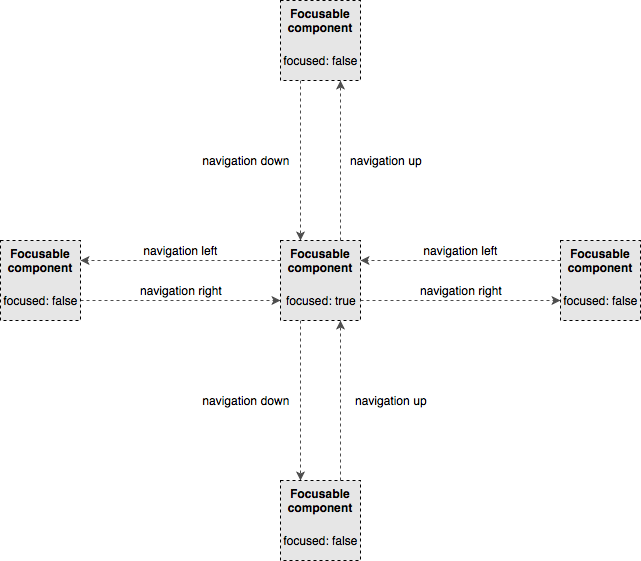 Focusable
component
focused: false
navigation down
navigation up
Focusable
component
focused: false
navigation left
navigation right
Focusable
component
focused: true
navigation left
navigation right
Focusable
component
focused: false
navigation down
navigation up
Focusable
component
focused: false